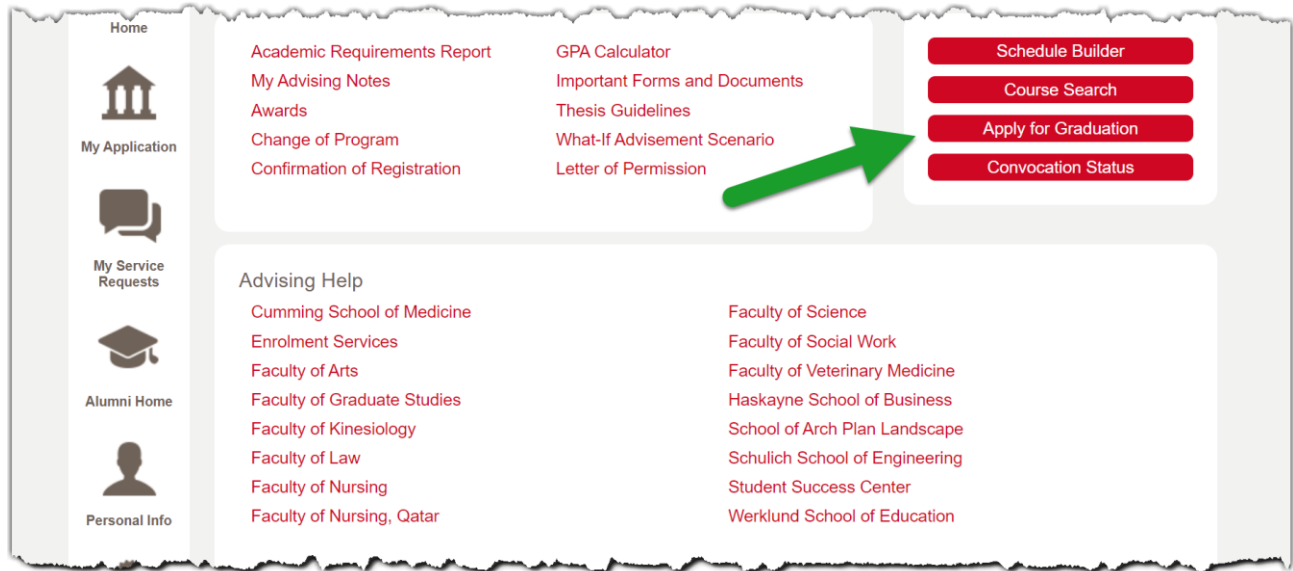 Home
My Application
My Service
Requests
Alumni Home
Personal Info
Academic Requirements Report
My Advising Notes
Awards
Change of Program
Confirmation of Registration
GPA Calculator
Important Forms and Documents
Thesis Guidelines
What-If Advisement Scenario
Letter of Permission
Schedule Builder
Course Search
Apply for Graduation
Convocation Status
Advising Help
Cumming School of Medicine
Enrolment Services
Faculty of Arts
Faculty of Graduate Studies
Faculty of Kinesiology
Faculty of Law
Faculty of Nursing
Faculty of Nursing, Qatar
Faculty of Science
Faculty of Social Work
Faculty of Veterinary Medicine
Haskayne School of Business
School of Arch Plan Landscape
Schulich School of Engineering
Student Success Center
Werklund School of Education